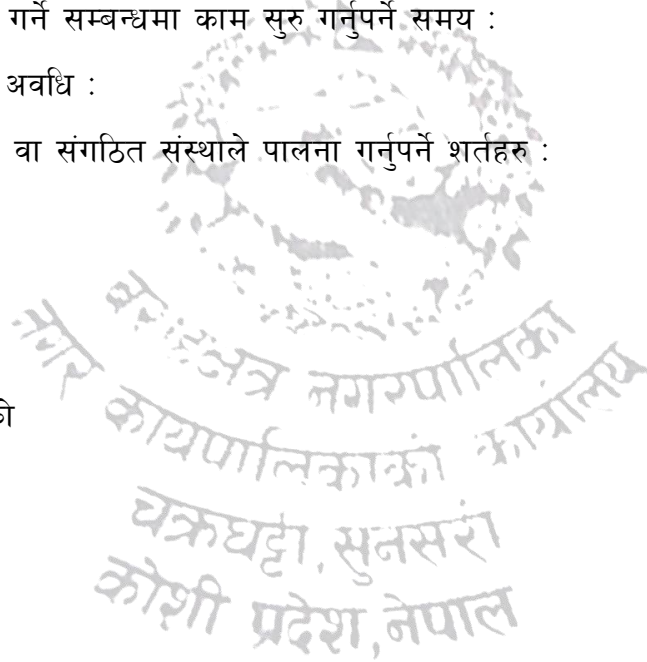 गर्ने सम्बन्धमा काम सुरु गर्नुपर्ने समय :
अवधि :
वा संगठित संस्थाले पालना गर्नुपर्ने शर्तहरु :
नगरपालिका
नगर कार्यपालिकाको कार्यालय
चक्रघट्टी, सुनसरी
कोशी प्रदेश, नेपाल